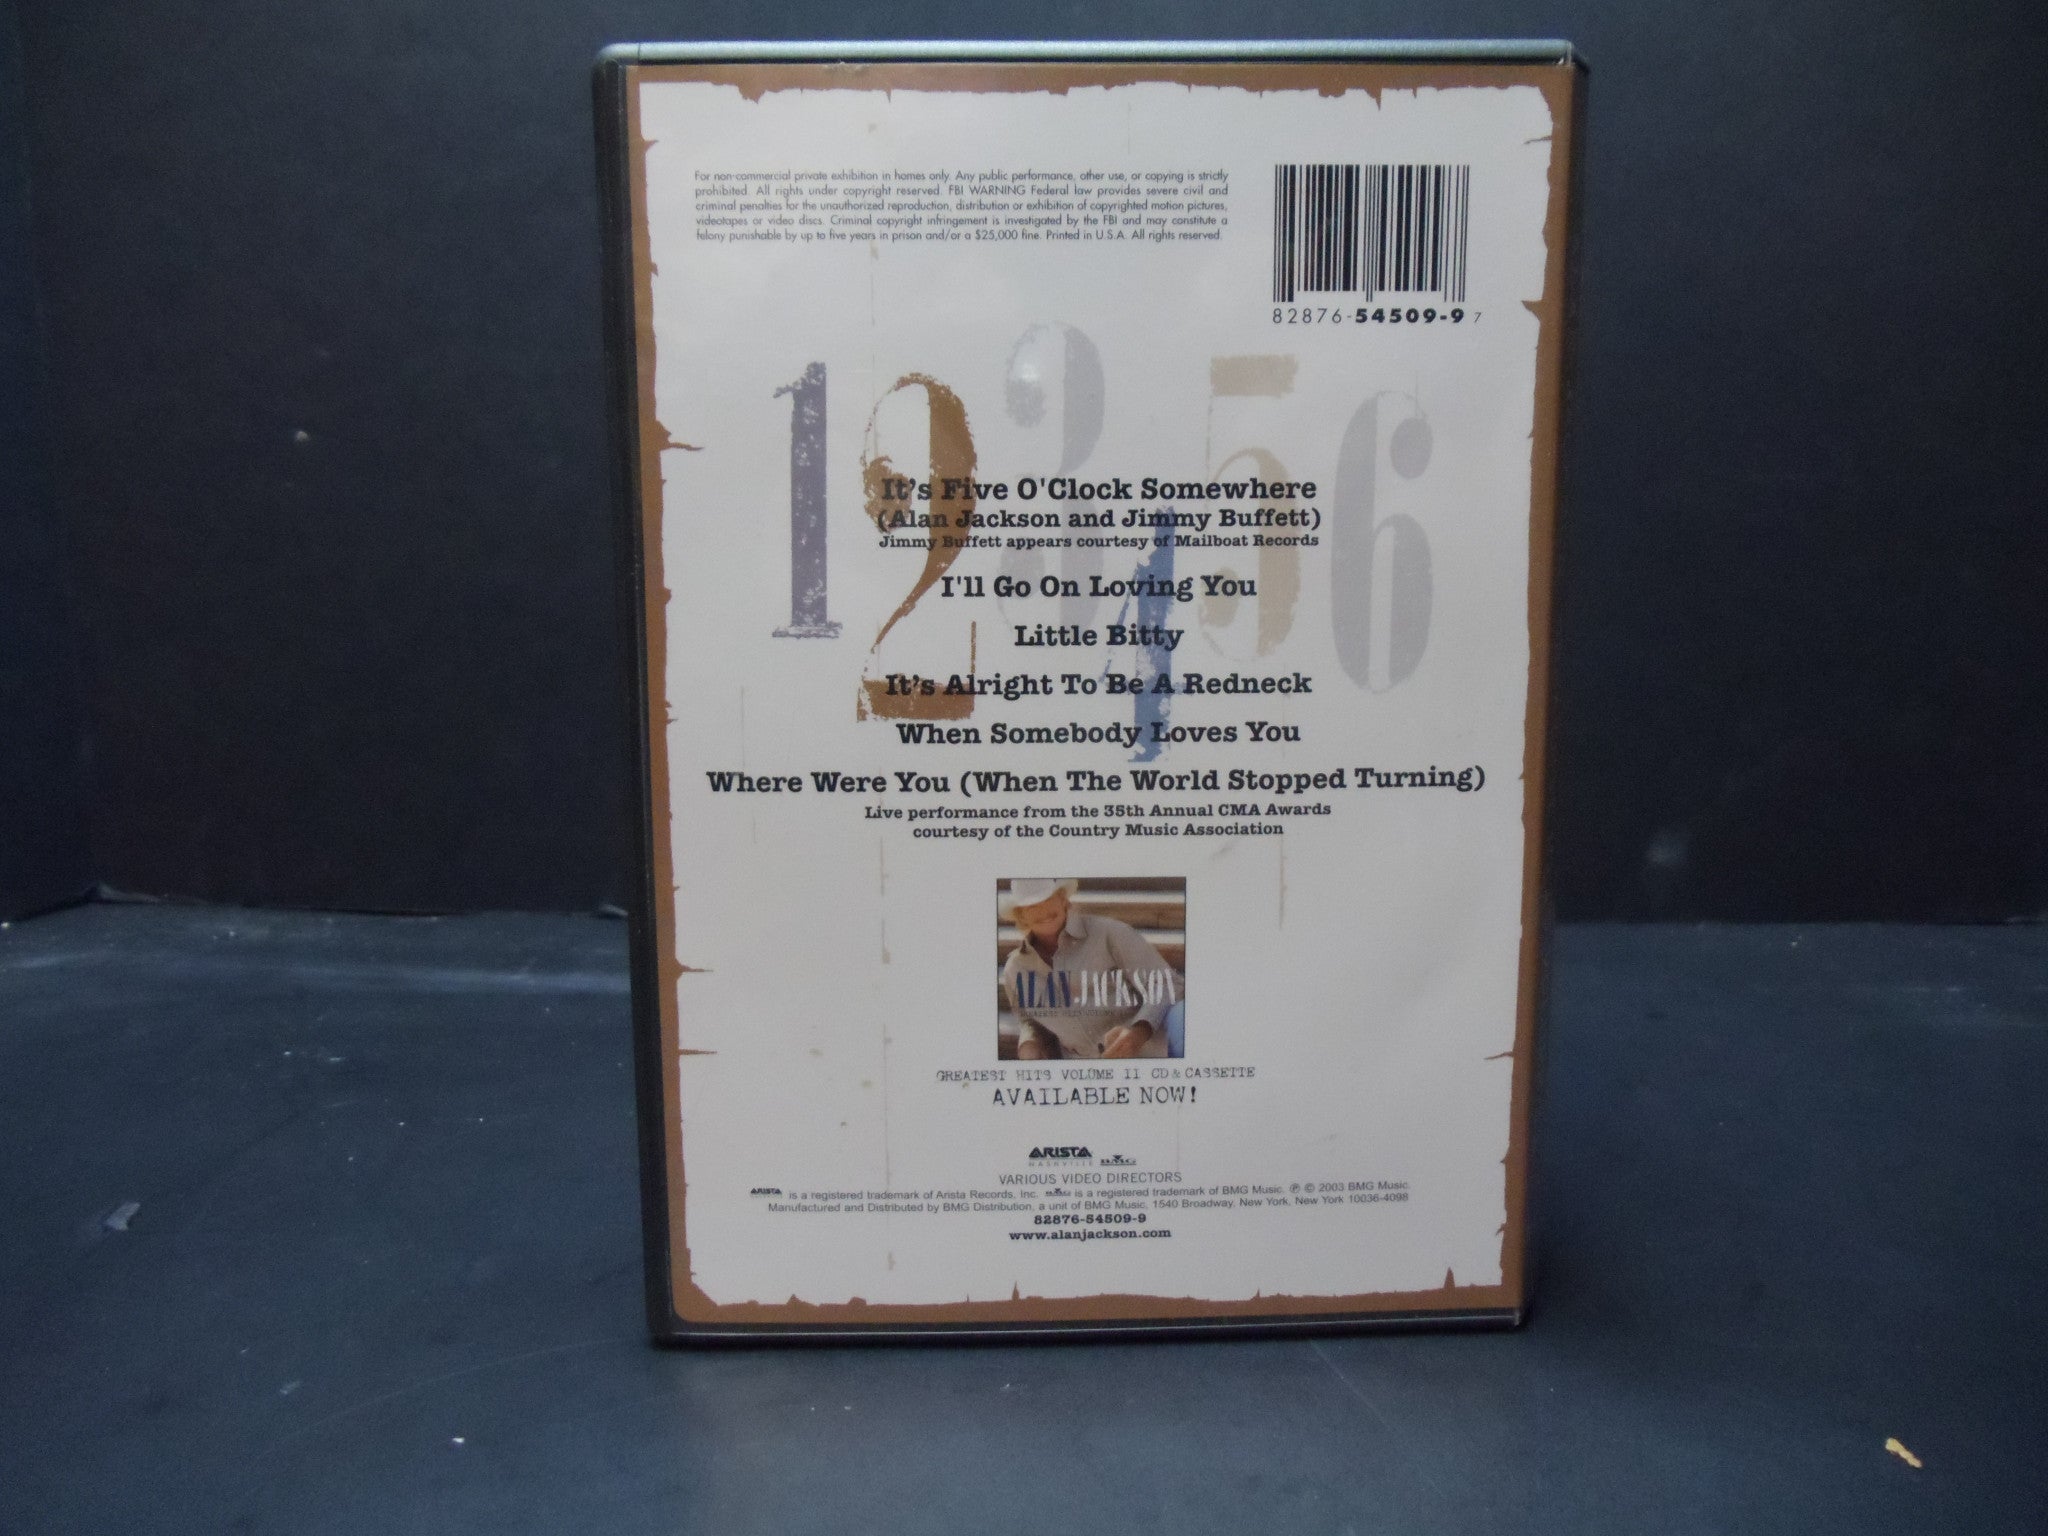 For non-commercial private exhibition in homes only. Any public performance, other use, or copying is strictly
prohibited. All rights under copyright reserved. FBI WARNING Federal law provides severe civil and
criminal penalties for the unauthorized reproduction, distribution or exhibition of copyrighted motion pictures,
videotapes or video discs. Criminal copyright infringement is investigated by the FBI and may constitute a
felony punishable by up to five years in prison and/or a $25,000 fine. Printed in U.S.A. All rights reserved.
82876-54509-9 7
1 2 3 4 5 6
It's Five O'Clock Somewhere
(Alan Jackson and Jimmy Buffett)
Jimmy Buffett appears courtesy of Mailboat Records
I'll Go On Loving You
Little Bitty
It's Alright To Be A Redneck
When Somebody Loves You
Where Were You (When The World Stopped Turning)
Live performance from the 35th Annual CMA Awards
courtesy of the Country Music Association
ALAN JACKSON
GREATEST HITS VOLUME II
GREATEST HITS VOLUME II CD & CASSETTE
AVAILABLE NOW!
ARISTA
NASHVILLE BMG
VARIOUS VIDEO DIRECTORS
ARISTA is a registered trademark of Arista Records, Inc. BMG is a registered trademark of BMG Music. ℗ © 2003 BMG Music.
Manufactured and Distributed by BMG Distribution, a unit of BMG Music, 1540 Broadway, New York, New York 10036-4098
82876-54509-9
www.alanjackson.com